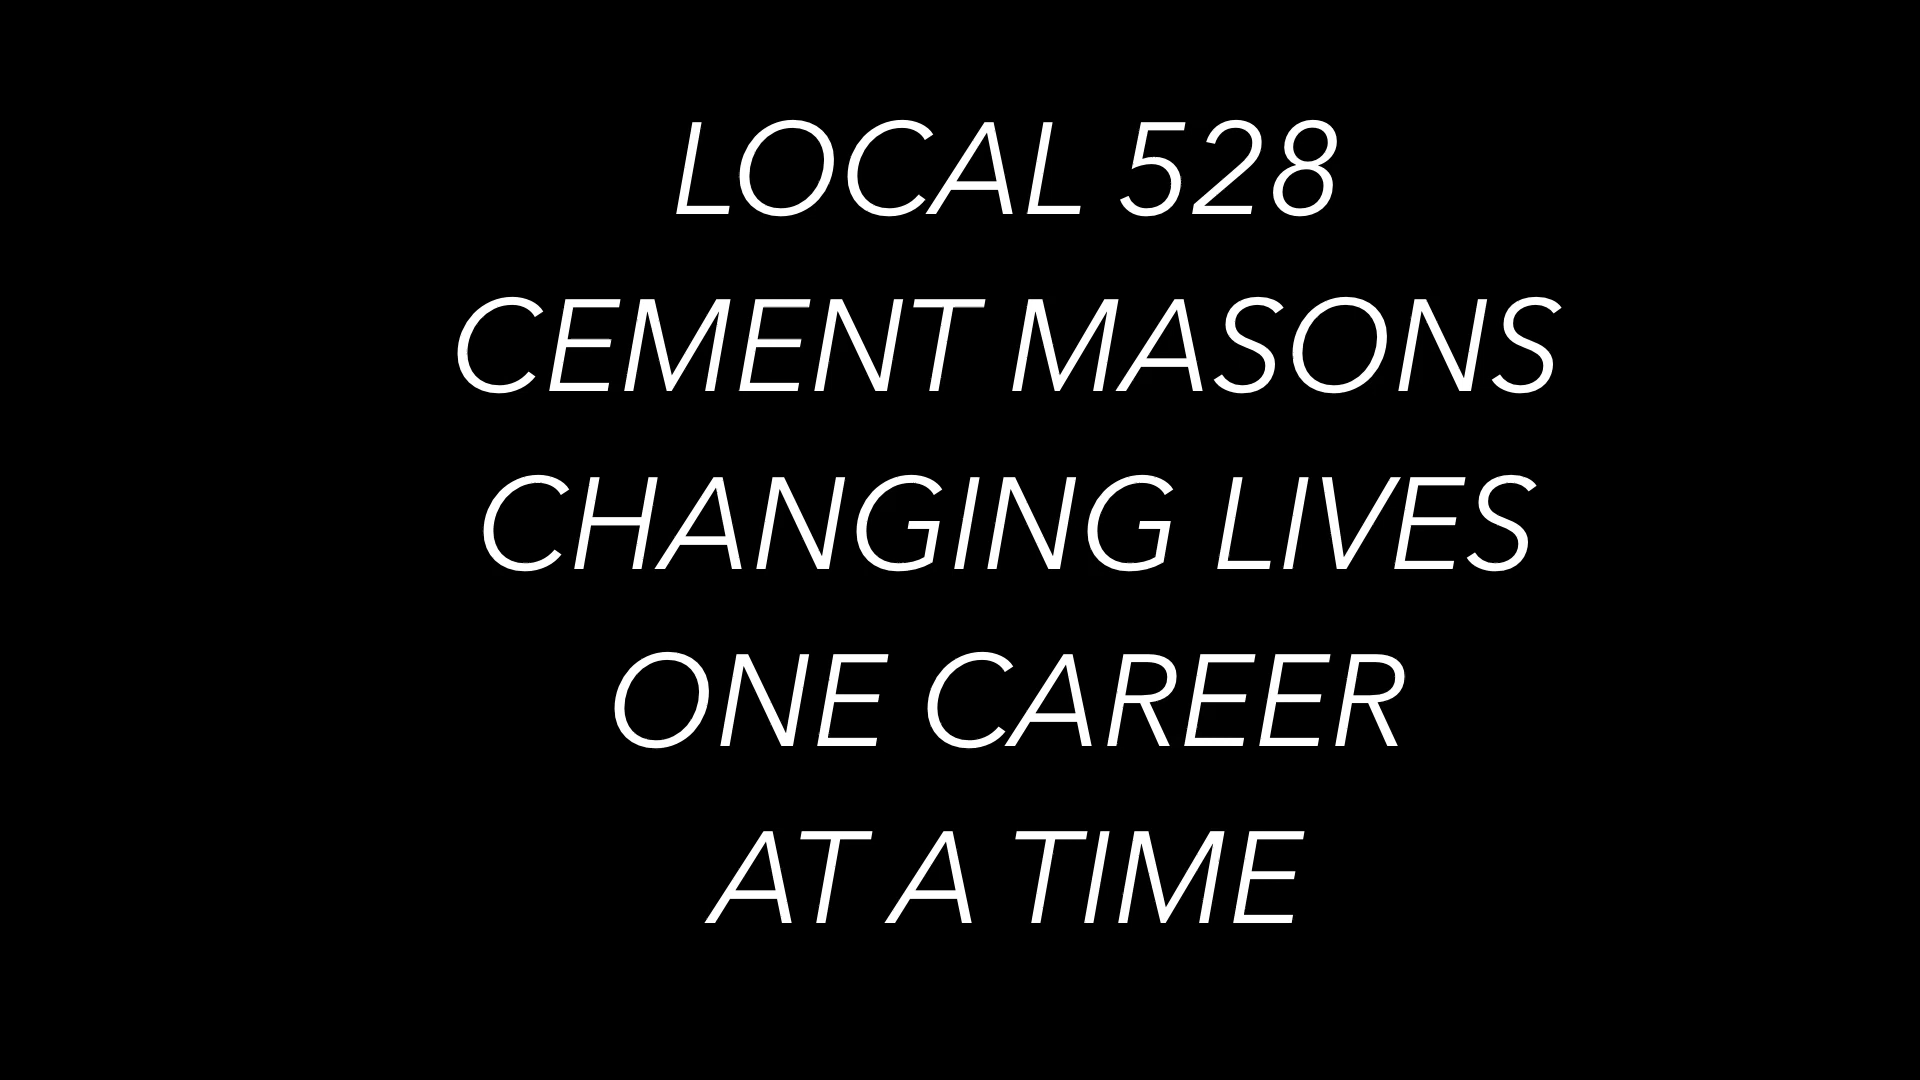 LOCAL 528
CEMENT MASONS
CHANGING LIVES
ONE CAREER
AT A TIME